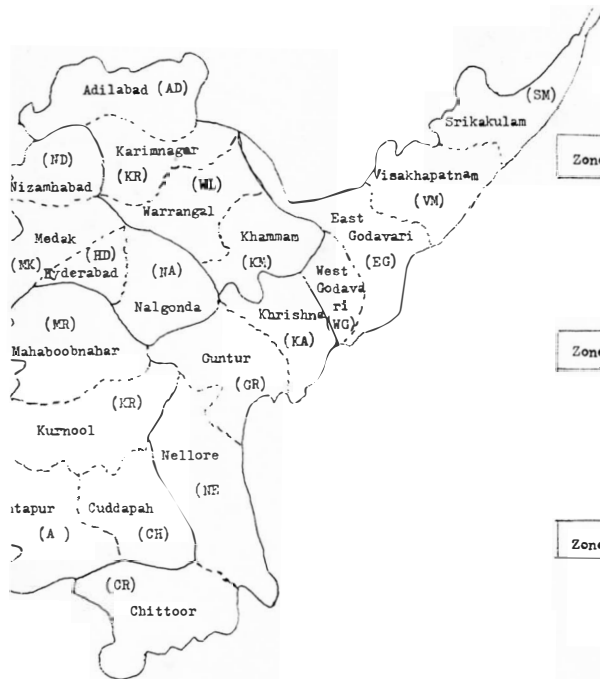 Adilabad (AD)
(SM)
Srikakulam
(ND)
Karimnagar
Zone
Visakhapatnam
(KR)
(WL)
Nizamhabad
(VM)
Warrangal
East
Godavari
Medak
Khammam
(HD)
(MK)
Hyderabad
(NA)
(KM)
(EG)
West
Godava
ri
Nalgonda
Khrishna
(WG)
(MR)
(KA)
Mahaboobnahar
Guntur
Zone
(GR)
(KR)
Kurnool
Nellore
(NE
ntapur
Cuddapah
(A )
(CH)
Zone
(CR)
Chittoor